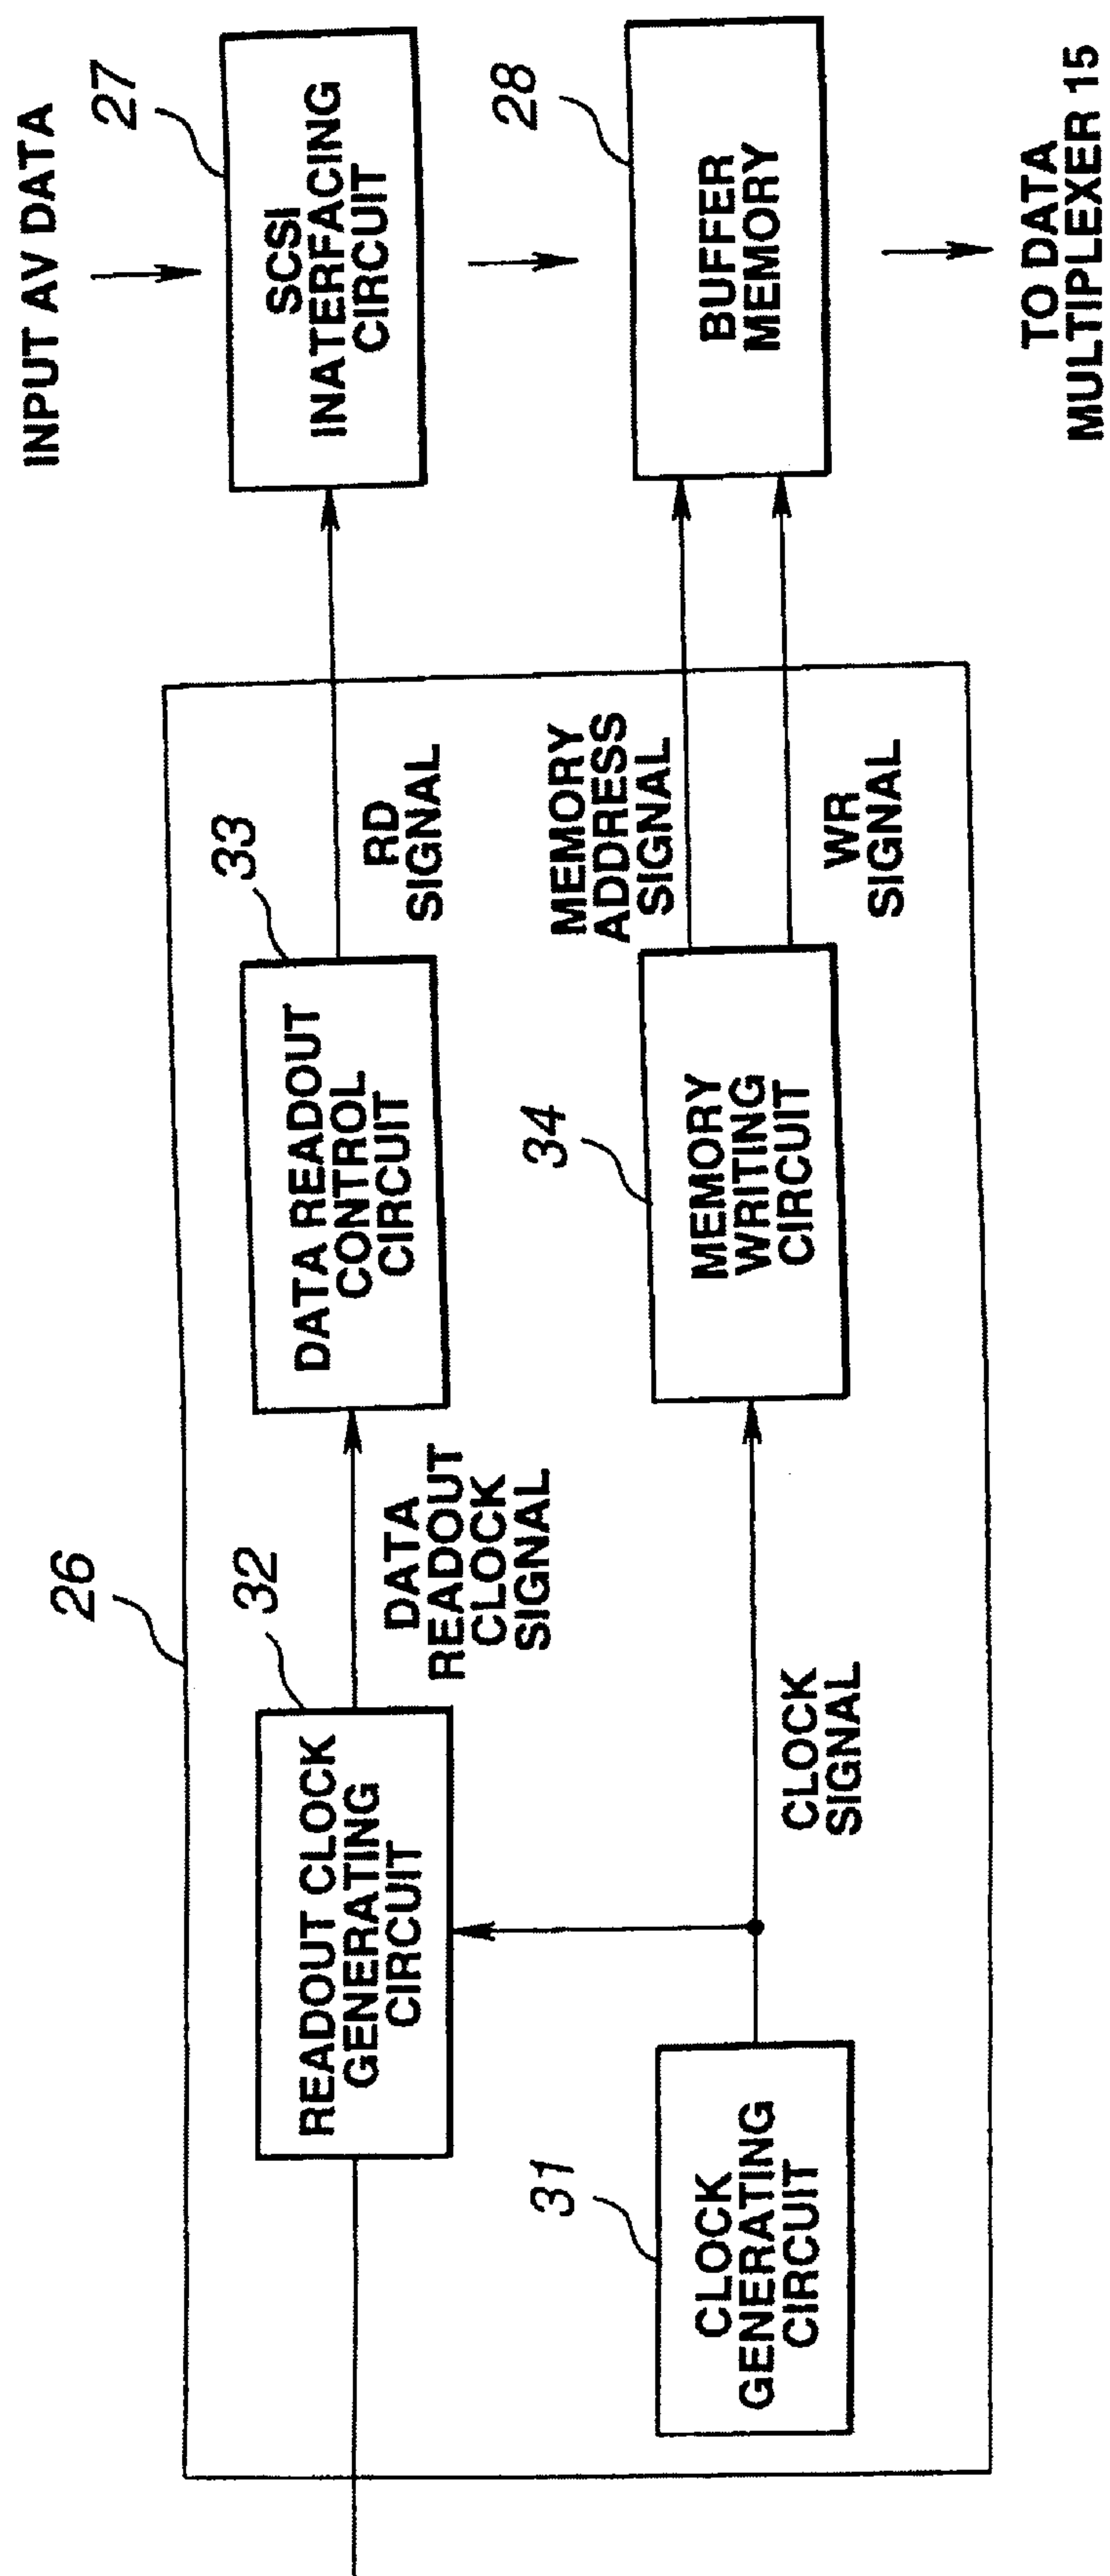 INPUT AV DATA
27
SCSI
INATERFACING
CIRCUIT
28
BUFFER
MEMORY
TO DATA
MULTIPLEXER 15
26
33
DATA READOUT
CONTROL
CIRCUIT
RD
SIGNAL
MEMORY
ADDRESS
SIGNAL
WR
SIGNAL
34
MEMORY
WRITING
CIRCUIT
32
READOUT CLOCK
GENERATING
CIRCUIT
DATA
READOUT
CLOCK
SIGNAL
CLOCK
SIGNAL
31
CLOCK
GENERATING
CIRCUIT